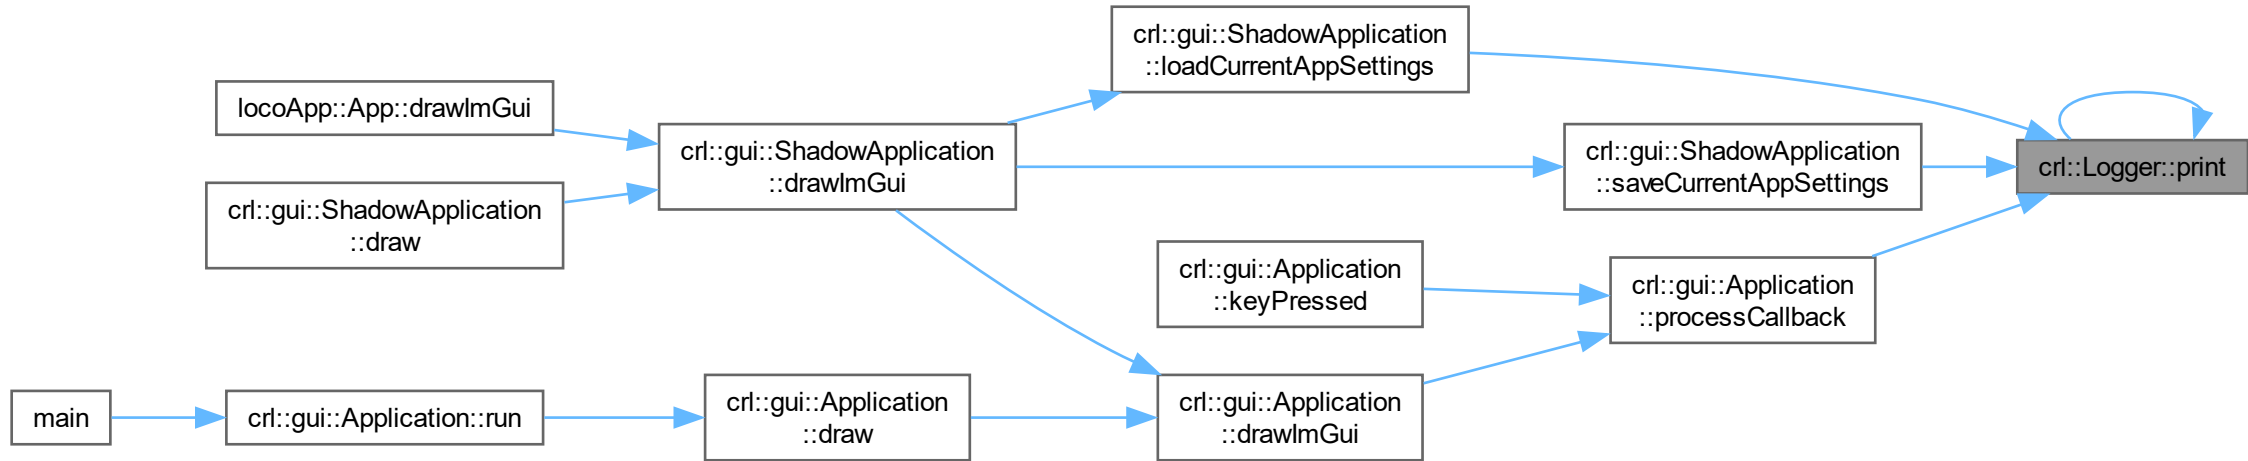 crl::gui::ShadowApplication
::loadCurrentAppSettings
locoApp::App::drawImGui
crl::gui::ShadowApplication
::drawImGui
crl::gui::ShadowApplication
::saveCurrentAppSettings
crl::Logger::print
crl::gui::ShadowApplication
::draw
crl::gui::Application
::keyPressed
crl::gui::Application
::processCallback
main
crl::gui::Application::run
crl::gui::Application
::draw
crl::gui::Application
::drawImGui